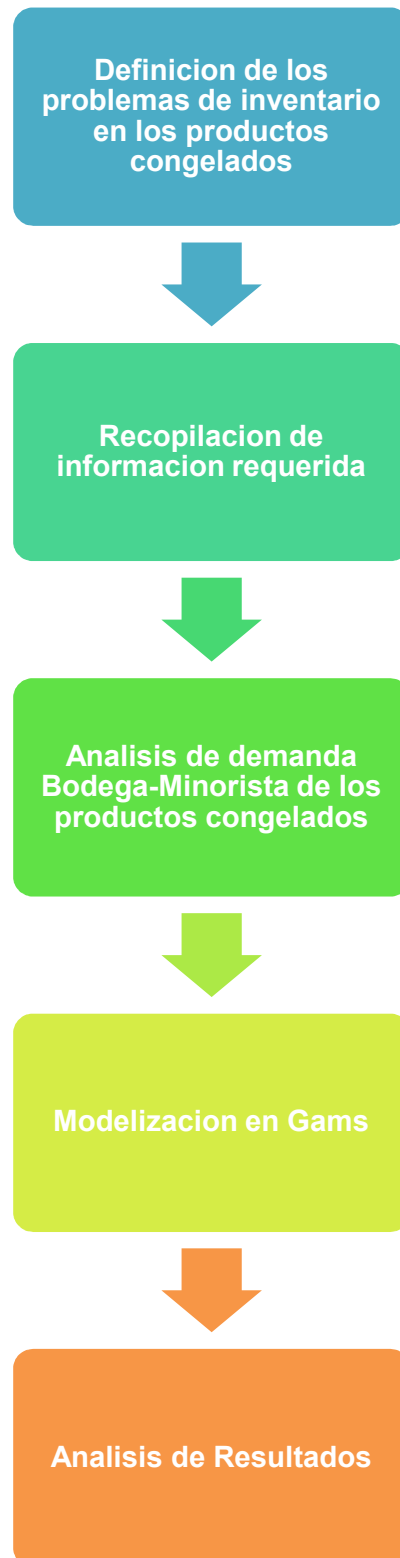 Definicion de los
problemas de inventario
en los productos
congelados
Recopilacion de
informacion requerida
Analisis de demanda
Bodega-Minorista de los
productos congelados
Modelizacion en Gams
Analisis de Resultados